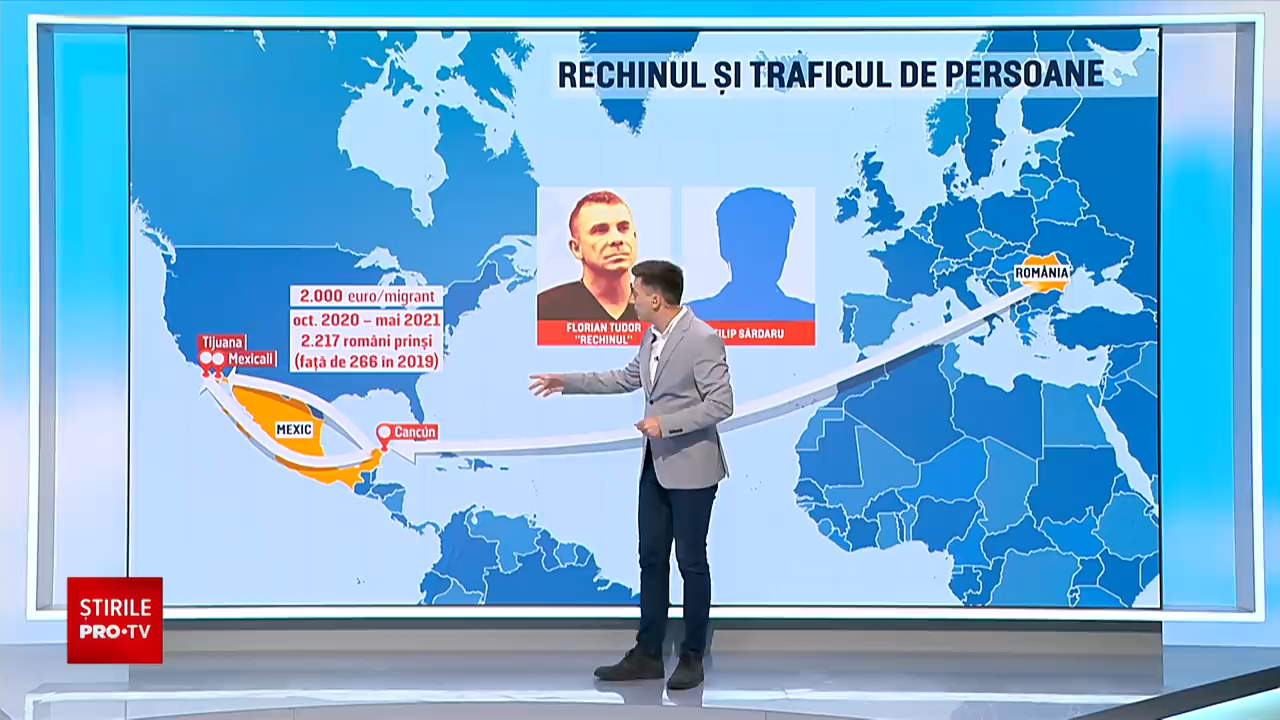 RECHINUL ȘI TRAFICUL DE PERSOANE
ROMÂNIA
2.000 euro/migrant
oct. 2020 – mai 2021
2.217 români prinși
(față de 266 în 2019)
FLORIAN TUDOR
"RECHINUL"
FILIP SÂRDARU
Tijuana
Mexicali
MEXIC
Cancún
ȘTIRILE
PRO•TV